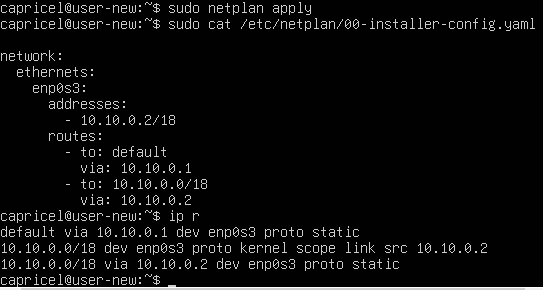 capricel@user-new:~$ sudo netplan apply
capricel@user-new:~$ sudo cat /etc/netplan/00-installer-config.yaml
network:
  ethernets:
    enp0s3:
      addresses:
        - 10.10.0.2/18
      routes:
        - to: default
          via: 10.10.0.1
        - to: 10.10.0.0/18
          via: 10.10.0.2
capricel@user-new:~$ ip r
default via 10.10.0.1 dev enp0s3 proto static
10.10.0.0/18 dev enp0s3 proto kernel scope link src 10.10.0.2
10.10.0.0/18 via 10.10.0.2 dev enp0s3 proto static
capricel@user-new:~$ _